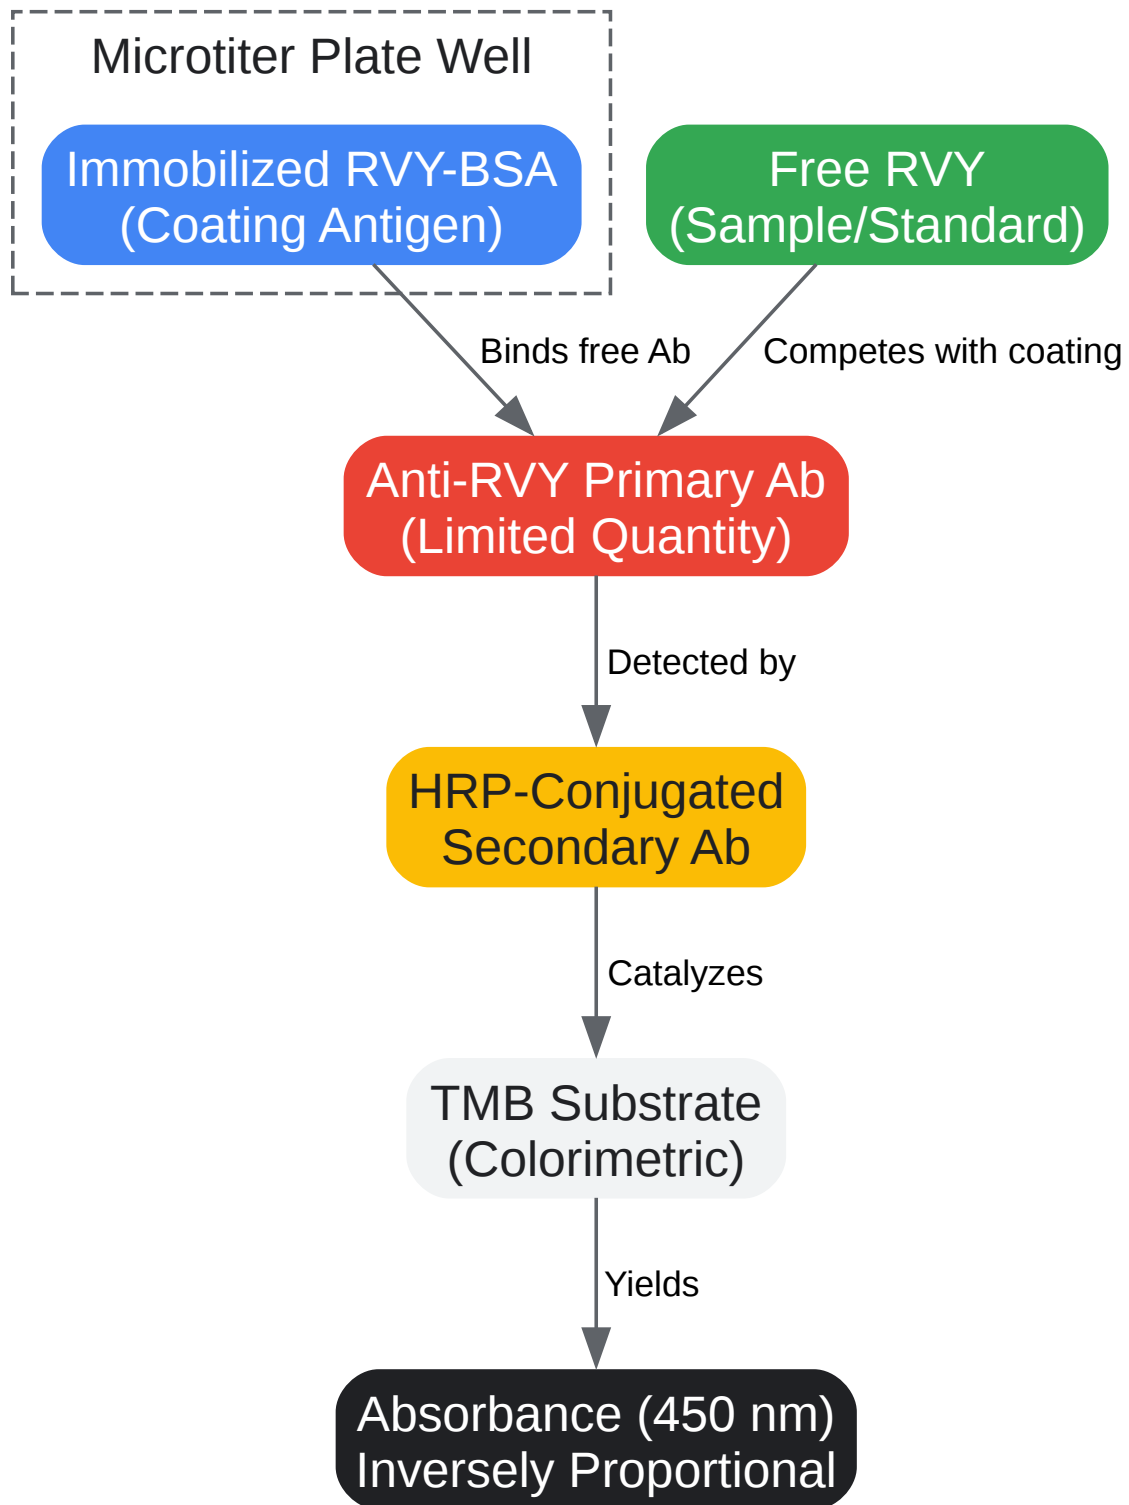 Microtiter Plate Well
Immobilized RVY-BSA
(Coating Antigen)
Free RVY
(Sample/Standard)
Binds free Ab
Competes with coating
Anti-RVY Primary Ab
(Limited Quantity)
Detected by
HRP-Conjugated
Secondary Ab
Catalyzes
TMB Substrate
(Colorimetric)
Yields
Absorbance (450 nm)
Inversely Proportional